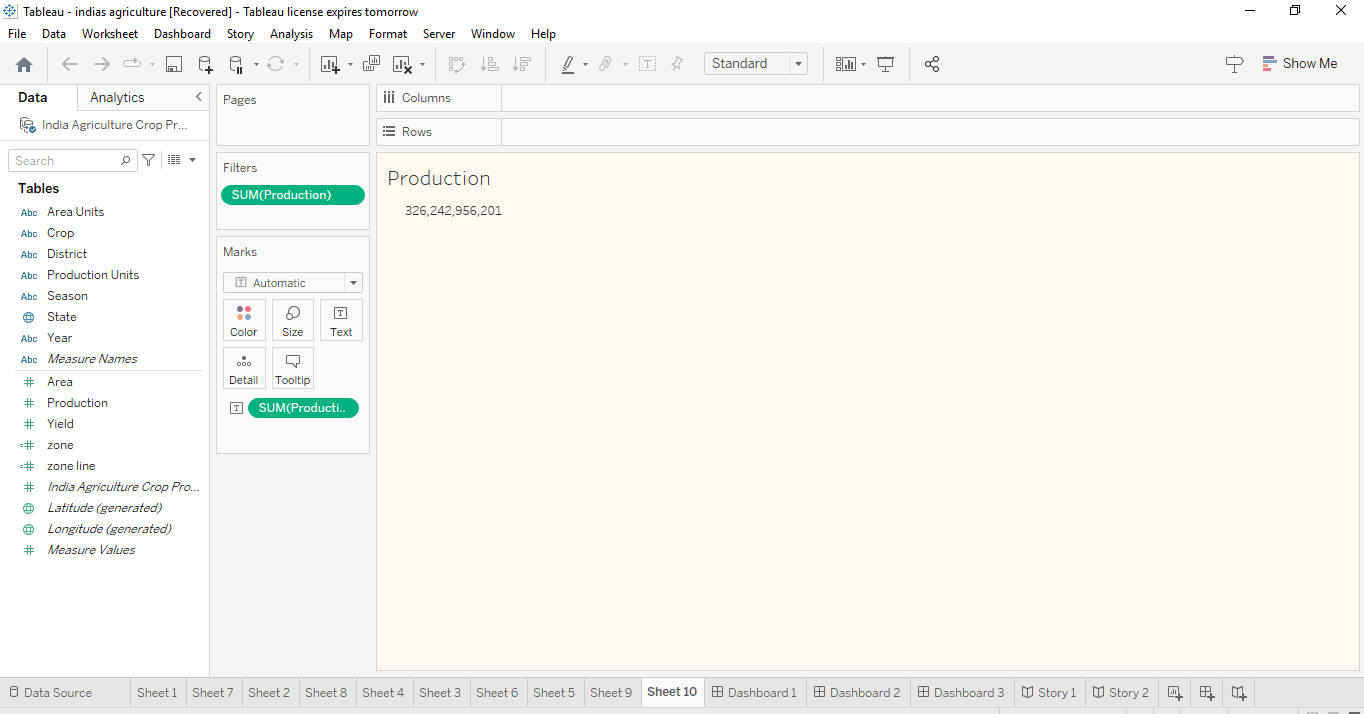 Tableau - indias agriculture [Recovered] - Tableau license expires tomorrow
File Data Worksheet Dashboard Story Analysis Map Format Server Window Help
Standard
Show Me
Data Analytics
India Agriculture Crop Pr...
Search
Tables
Abc Area Units
Abc Crop
Abc District
Abc Production Units
Abc Season
State
Abc Year
Abc Measure Names
# Area
# Production
# Yield
=# zone
=# zone line
# India Agriculture Crop Pro...
Latitude (generated)
Longitude (generated)
# Measure Values
Pages
Filters
SUM(Production)
Marks
T Automatic
Color Size Text
Detail Tooltip
T SUM(Producti..
Columns
Rows
Production
326,242,956,201
Data Source Sheet 1 Sheet 7 Sheet 2 Sheet 8 Sheet 4 Sheet 3 Sheet 6 Sheet 5 Sheet 9 Sheet 10 Dashboard 1 Dashboard 2 Dashboard 3 Story 1 Story 2